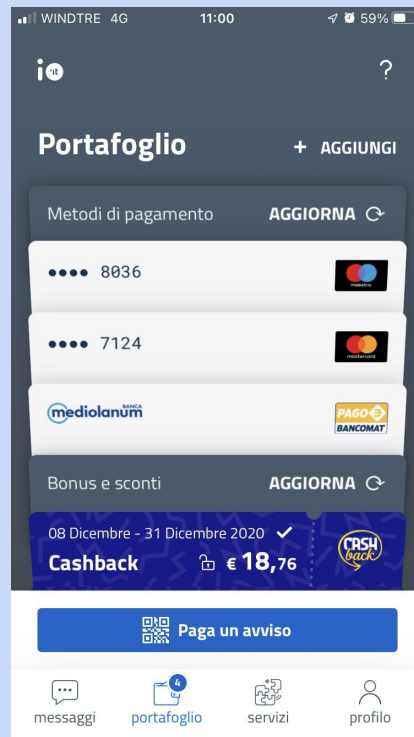 WINDTRE 4G 11:00 59%
io it ?
Portafoglio + AGGIUNGI
Metodi di pagamento AGGIORNA
•••• 8036 maestro
•••• 7124 mastercard
BANCA
mediolanum PAGO BANCOMAT
Bonus e sconti AGGIORNA
08 Dicembre - 31 Dicembre 2020
Cashback € 18,76 CASH back
Paga un avviso
4
messaggi portafoglio servizi profilo